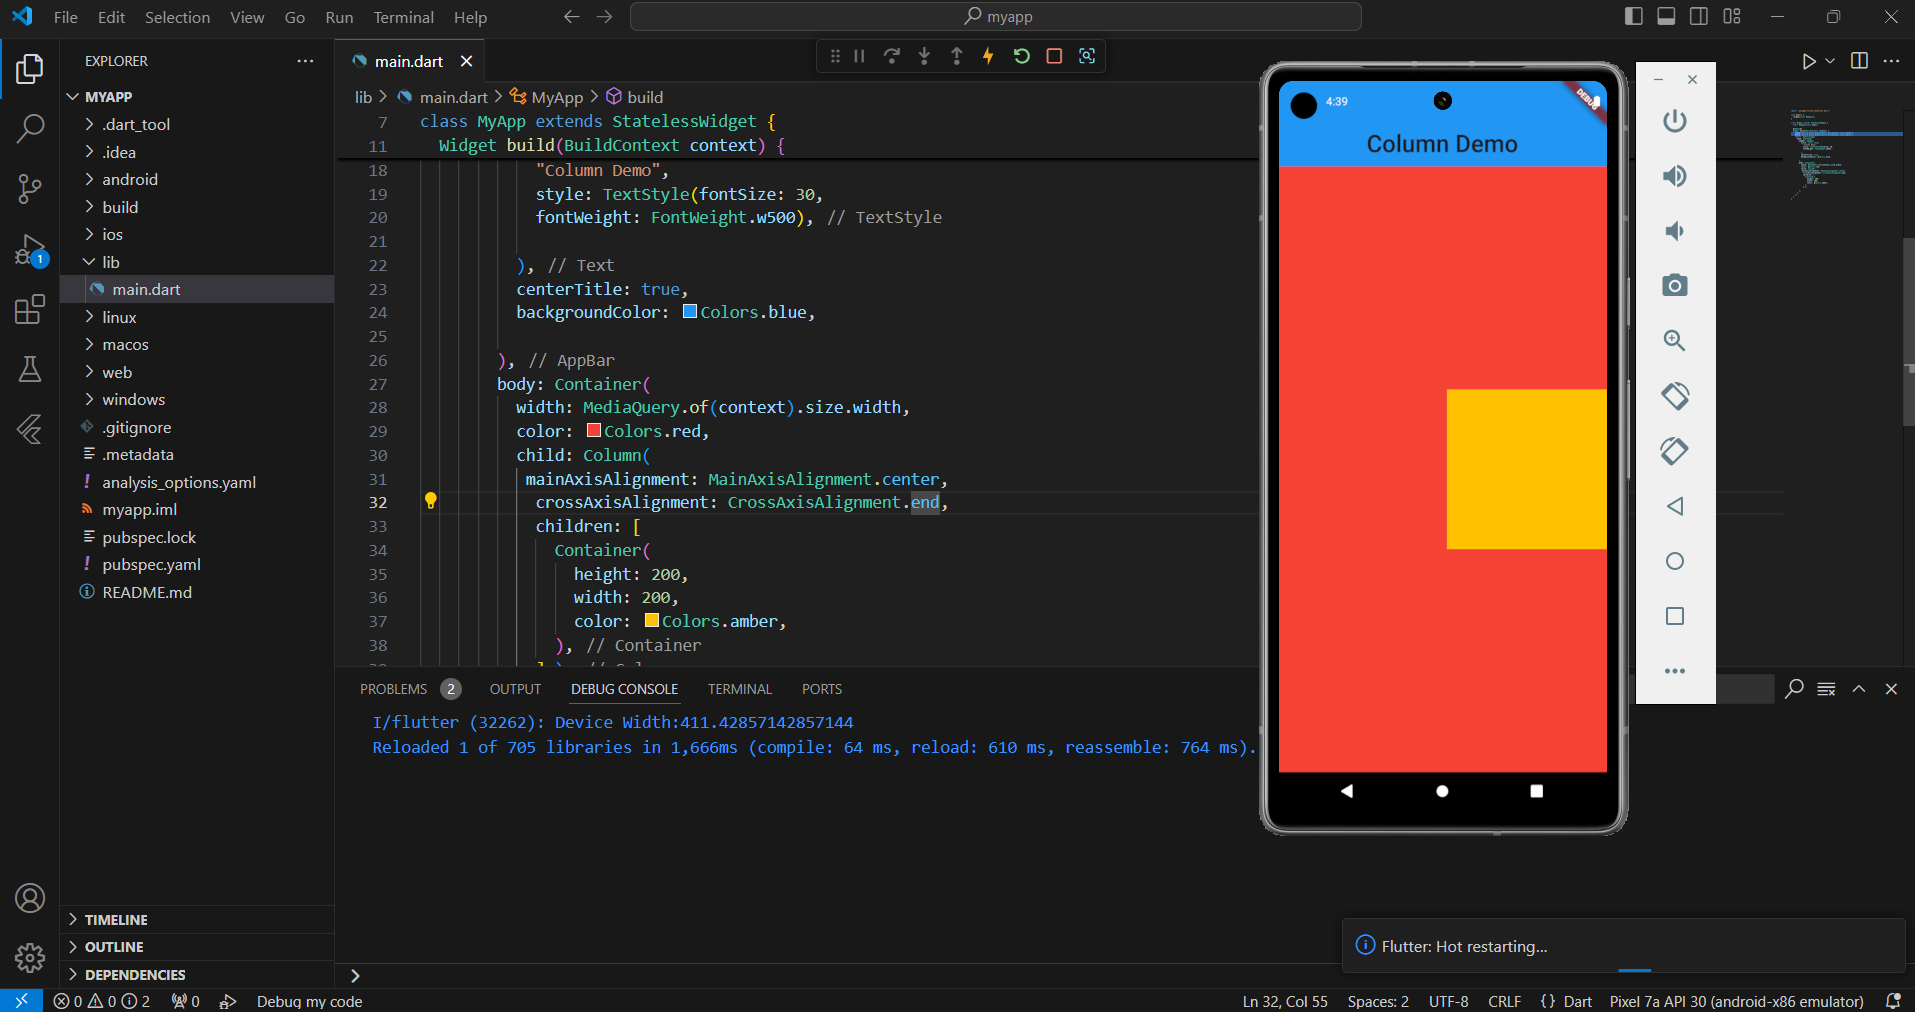 File Edit Selection View Go Run Terminal Help
myapp
EXPLORER
MYAPP
.dart_tool
.idea
android
build
ios
lib
main.dart
linux
macos
web
windows
.gitignore
.metadata
analysis_options.yaml
myapp.iml
pubspec.lock
pubspec.yaml
README.md
TIMELINE
OUTLINE
DEPENDENCIES
main.dart
lib > main.dart > MyApp > build
7 class MyApp extends StatelessWidget {
11 Widget build(BuildContext context) {
18 "Column Demo",
19 style: TextStyle(fontSize: 30,
20 fontWeight: FontWeight.w500), // TextStyle
21
22 ), // Text
23 centerTitle: true,
24 backgroundColor: Colors.blue,
25
26 ), // AppBar
27 body: Container(
28 width: MediaQuery.of(context).size.width,
29 color: Colors.red,
30 child: Column(
31 mainAxisAlignment: MainAxisAlignment.center,
32 crossAxisAlignment: CrossAxisAlignment.end,
33 children: [
34 Container(
35 height: 200,
36 width: 200,
37 color: Colors.amber,
38 ), // Container
PROBLEMS 2 OUTPUT DEBUG CONSOLE TERMINAL PORTS
I/flutter (32262): Device Width:411.42857142857144
Reloaded 1 of 705 libraries in 1,666ms (compile: 64 ms, reload: 610 ms, reassemble: 764 ms).
4:39
DEBUG
Column Demo
1
Flutter: Hot restarting...
0 0 2 0 Debug my code Ln 32, Col 55 Spaces: 2 UTF-8 CRLF {} Dart Pixel 7a API 30 (android-x86 emulator)